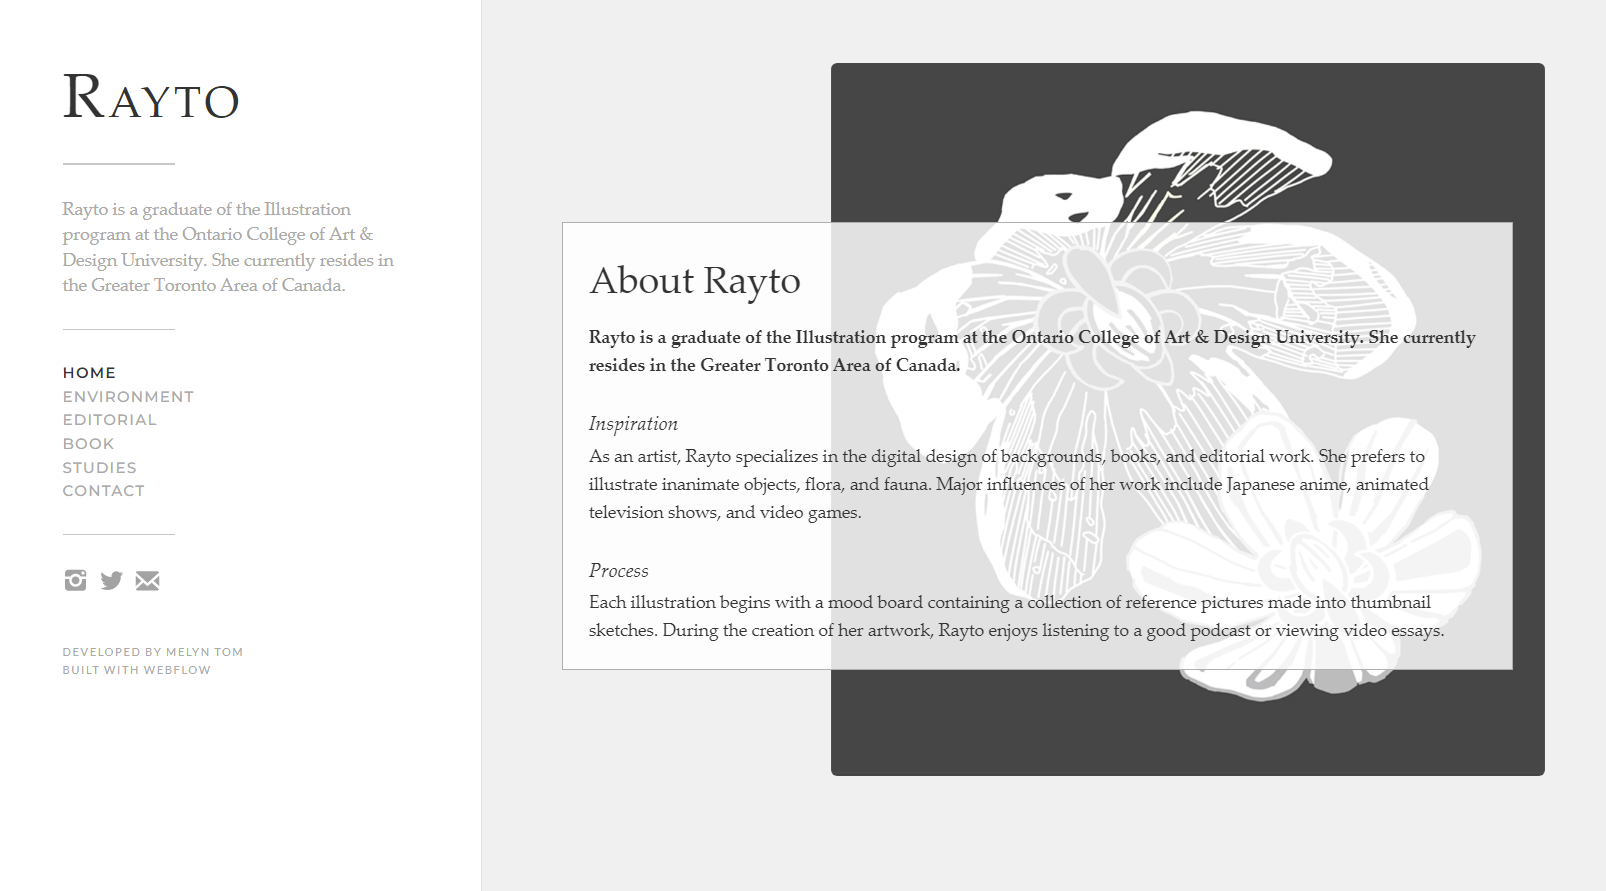 Rayto
Rayto is a graduate of the Illustration
program at the Ontario College of Art &
Design University. She currently resides in
the Greater Toronto Area of Canada.
HOME
ENVIRONMENT
EDITORIAL
BOOK
STUDIES
CONTACT
DEVELOPED BY MELYN TOM
BUILT WITH WEBFLOW
About Rayto
Rayto is a graduate of the Illustration program at the Ontario College of Art & Design University. She currently
resides in the Greater Toronto Area of Canada.
Inspiration
As an artist, Rayto specializes in the digital design of backgrounds, books, and editorial work. She prefers to
illustrate inanimate objects, flora, and fauna. Major influences of her work include Japanese anime, animated
television shows, and video games.
Process
Each illustration begins with a mood board containing a collection of reference pictures made into thumbnail
sketches. During the creation of her artwork, Rayto enjoys listening to a good podcast or viewing video essays.